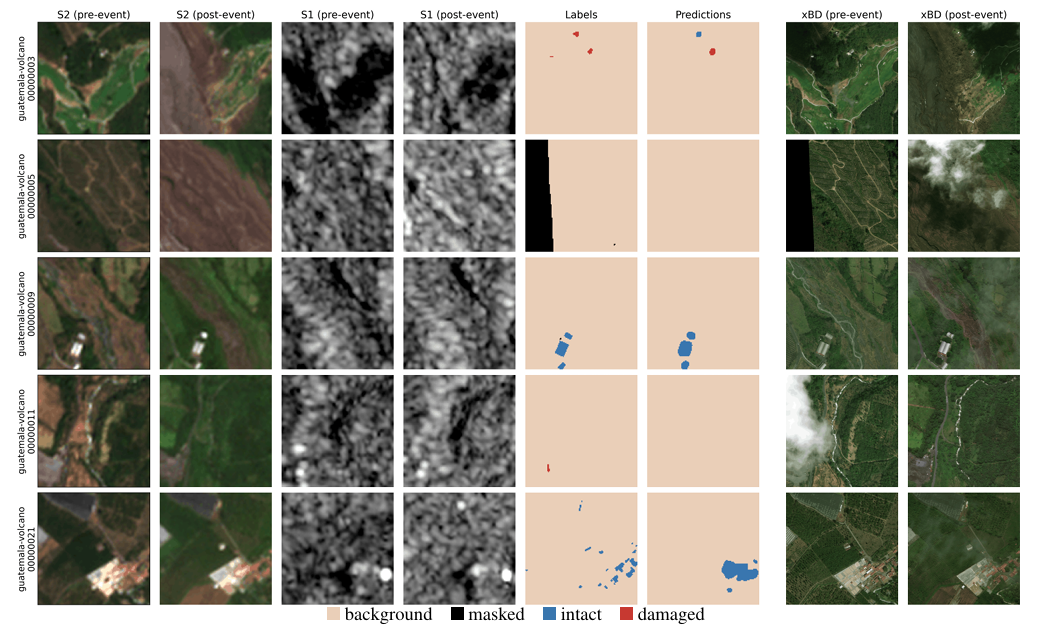 S2 (pre-event) S2 (post-event) S1 (pre-event) S1 (post-event) Labels Predictions xBD (pre-event) xBD (post-event)
guatemala-volcano
00000003
guatemala-volcano
00000005
guatemala-volcano
00000009
guatemala-volcano
00000011
guatemala-volcano
00000021
background masked intact damaged